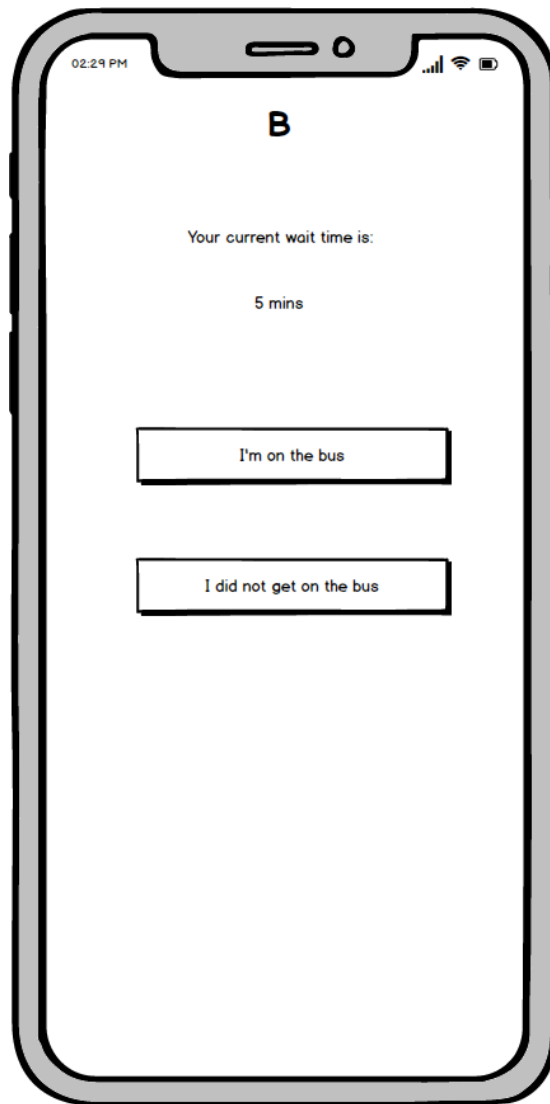 02:29 PM
B
Your current wait time is:
5 mins
I'm on the bus
I did not get on the bus